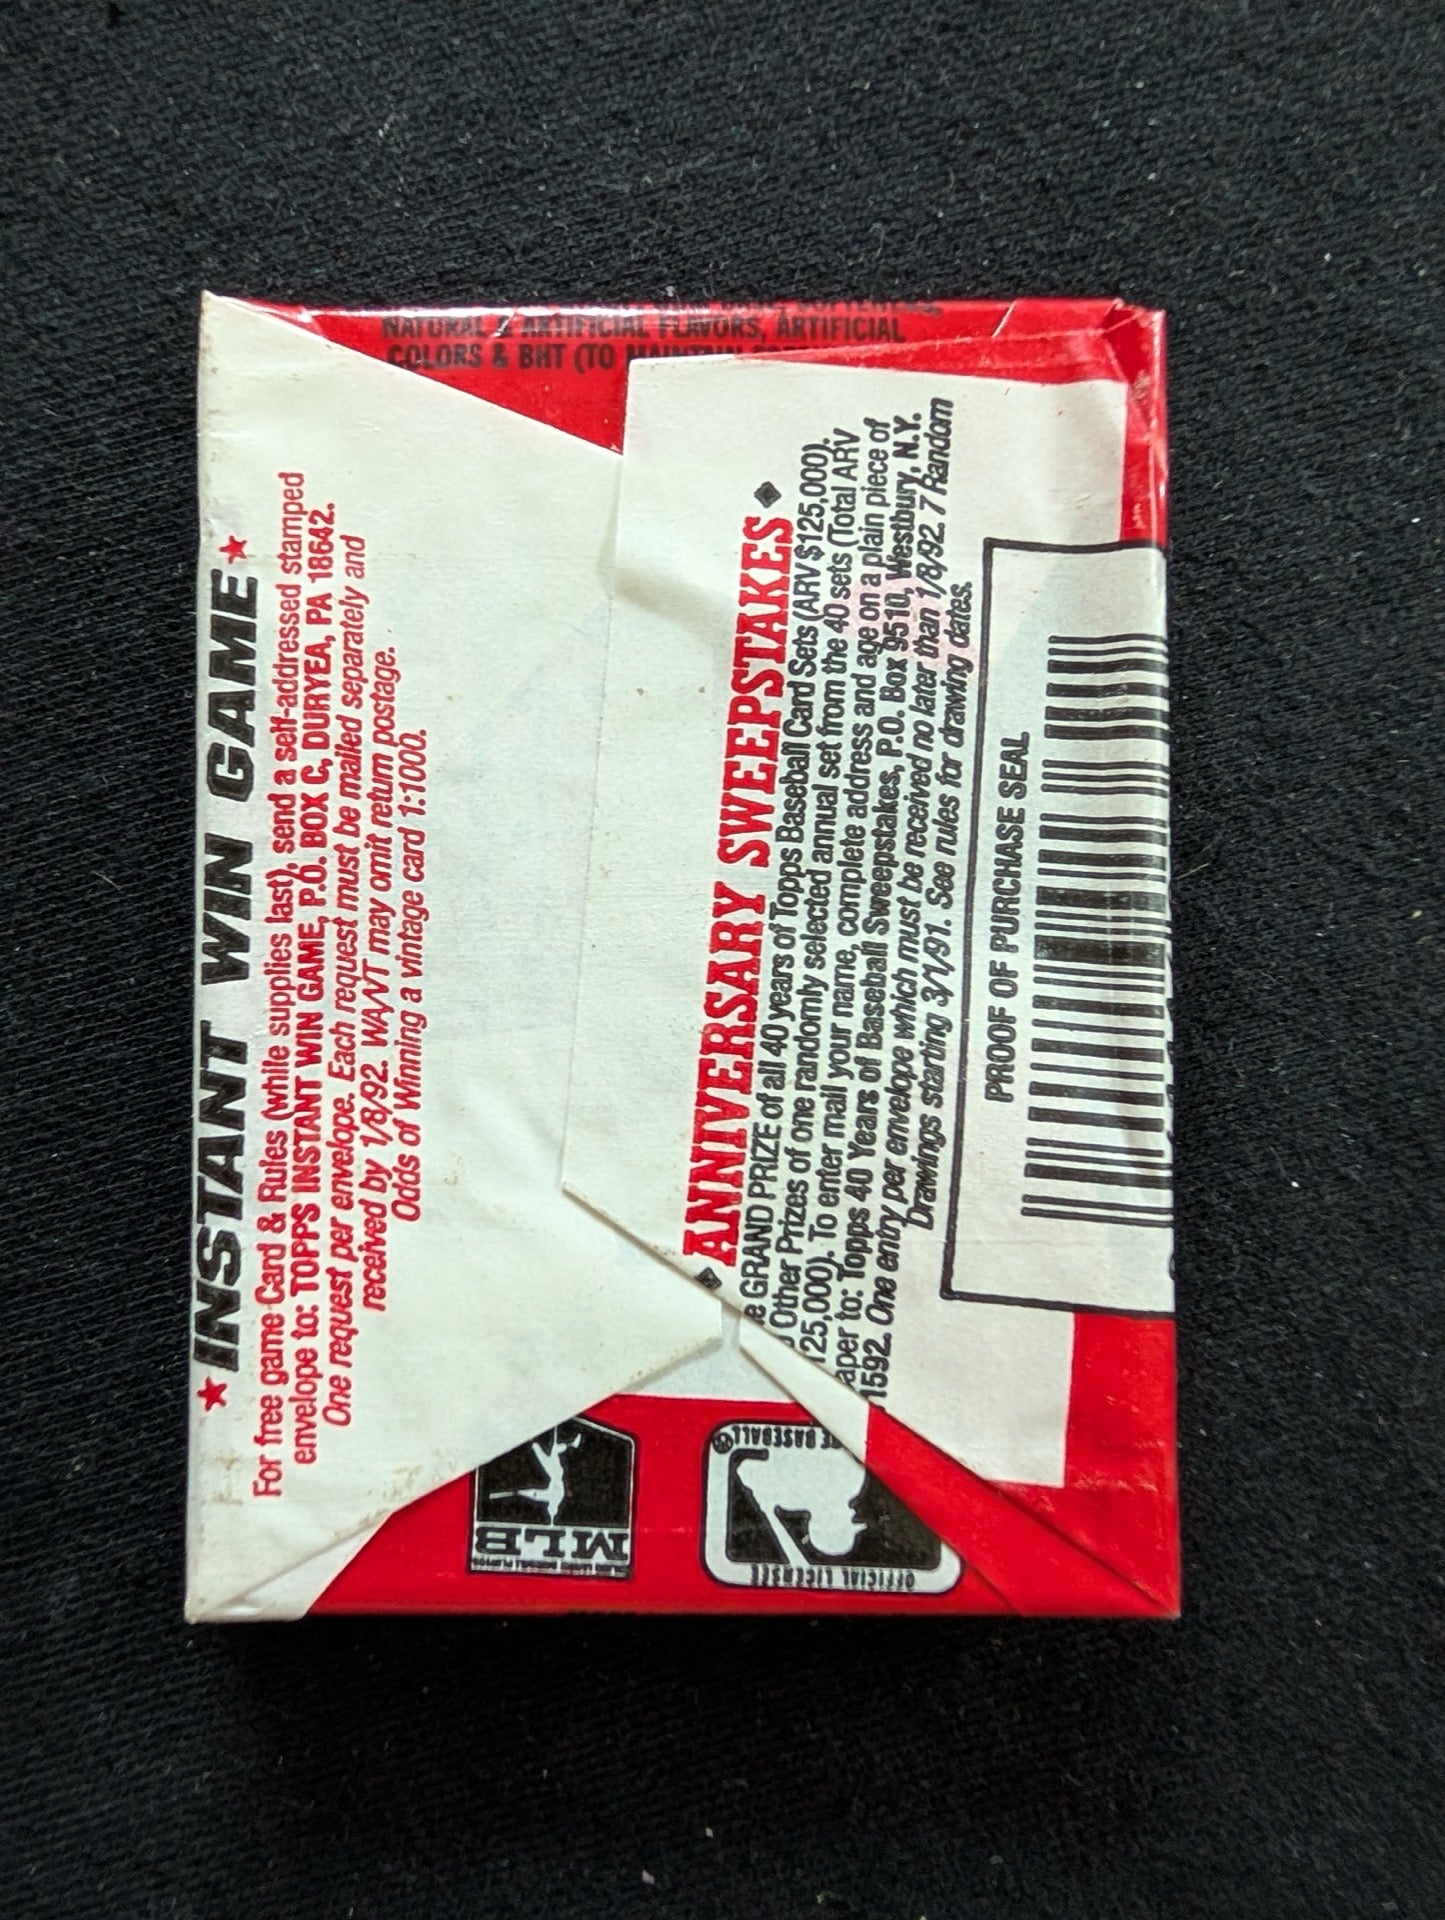 NATURAL & ARTIFICIAL FLAVORS, ARTIFICIAL
COLORS & BHT (TO MAINTAIN
★ INSTANT WIN GAME ★
For free game Card & Rules (while supplies last), send a self-addressed stamped
envelope to: TOPPS INSTANT WIN GAME, P.O. BOX C, DURYEA, PA 18642.
One request per envelope. Each request must be mailed separately and
received by 1/8/92. WA/VT may omit return postage.
Odds of Winning a vintage card 1:1000.
◆ ANNIVERSARY SWEEPSTAKES ◆
e GRAND PRIZE of all 40 years of Topps Baseball Card Sets (ARV $125,000).
Other Prizes of one randomly selected annual set from the 40 sets (Total ARV
125,000). To enter mail your name, complete address and age on a plain piece of
aper to: Topps 40 Years of Baseball Sweepstakes, P.O. Box 9510, Westbury, N.Y.
1592. One entry per envelope which must be received no later than 1/8/92. 7 Random
Drawings starting 3/1/91. See rules for drawing dates.
PROOF OF PURCHASE SEAL
MLB
OFFICIAL LICENSEE
OF BASEBALL®